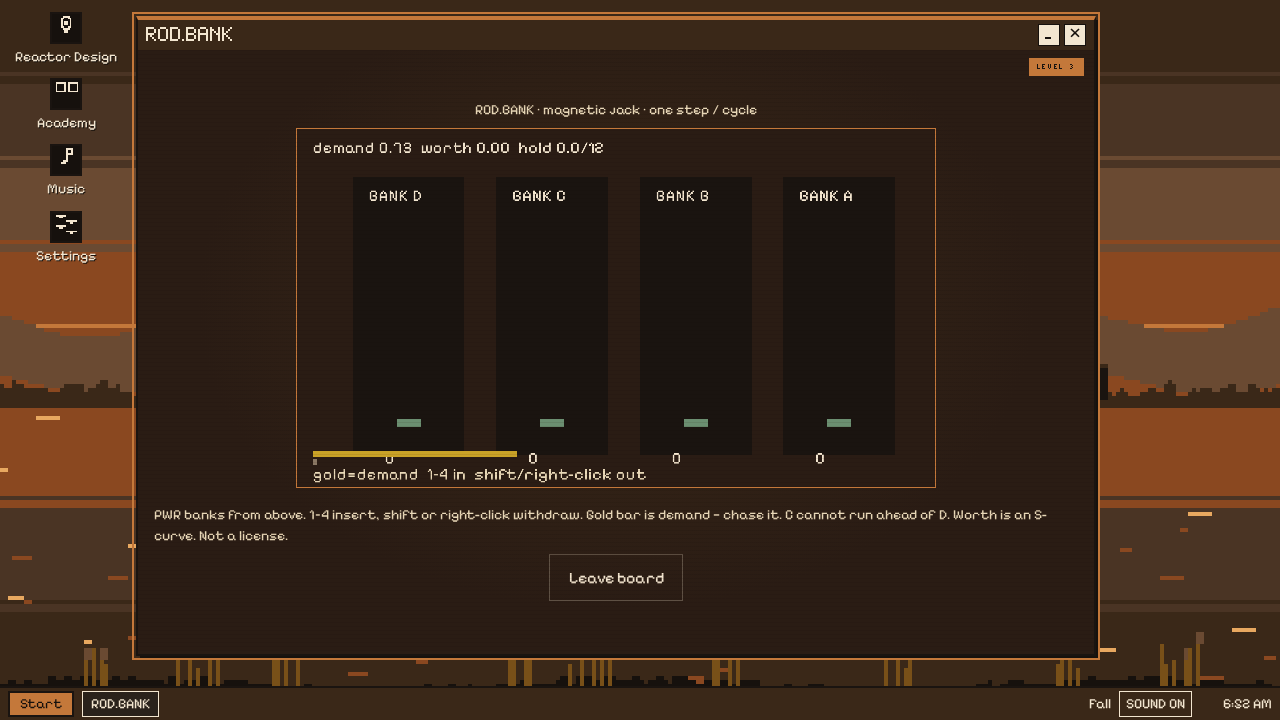 ROD.BANK
Reactor Design
Academy
Music
Settings
LEVEL 3
ROD.BANK · magnetic jack · one step / cycle
demand 0.73 worth 0.00 hold 0.0/18
BANK D
BANK C
BANK B
BANK A
0
0
0
0
gold=demand 1-4 in shift/right-click out
PWR banks from above. 1-4 insert, shift or right-click withdraw. Gold bar is demand - chase it. C cannot run ahead of D. Worth is an S-
curve. Not a license.
Leave board
Start
ROD.BANK
Fall
SOUND ON